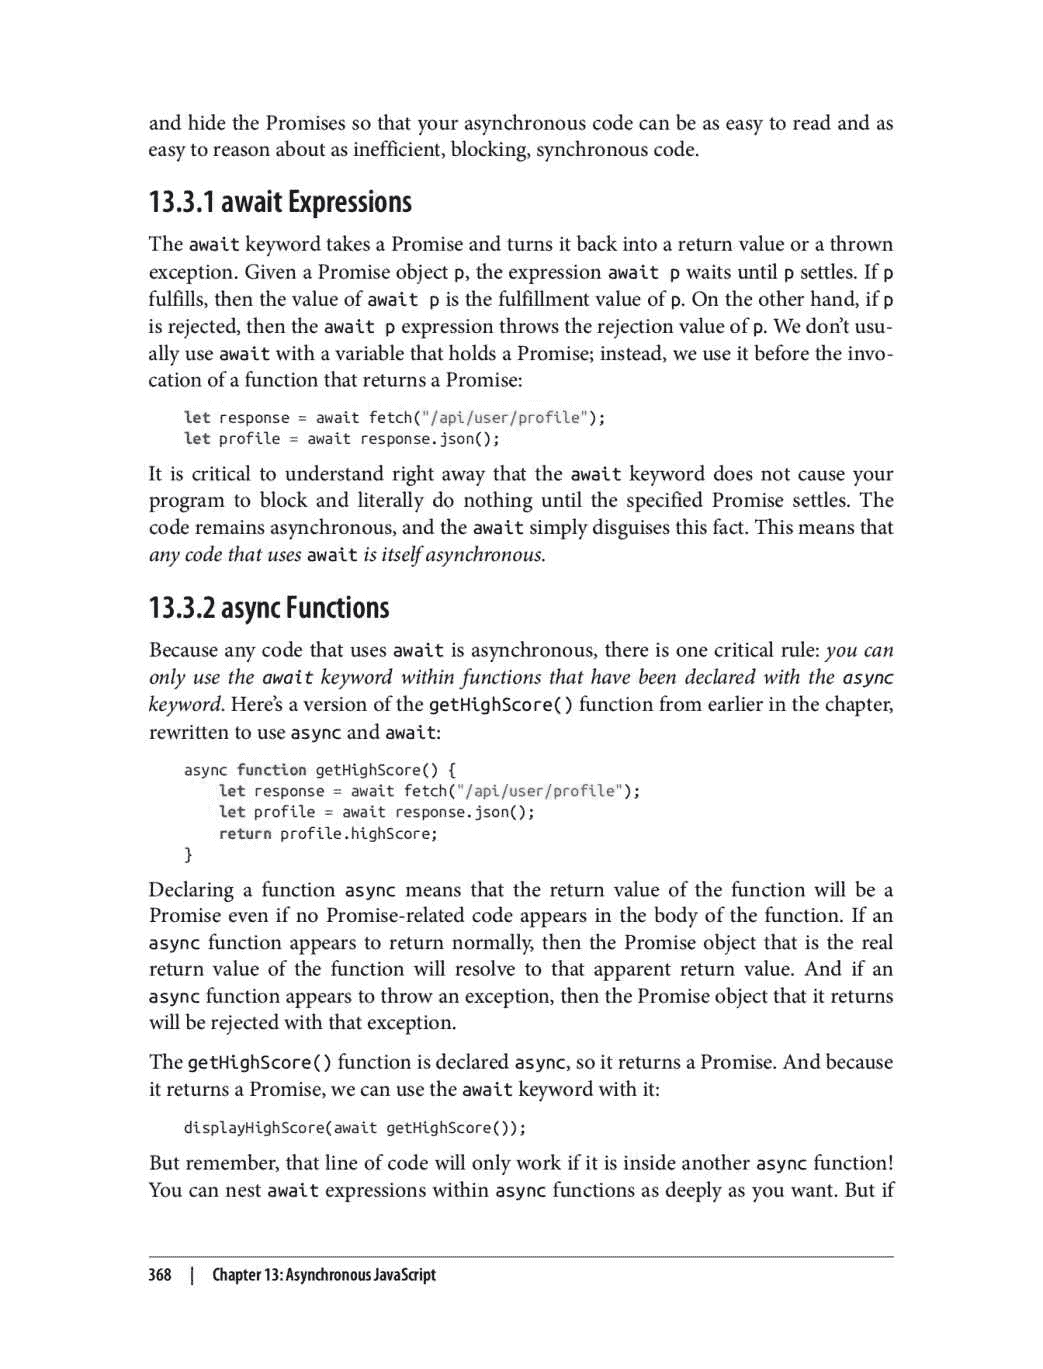 and hide the Promises so that your asynchronous code can be as easy to read and as
easy to reason about as inefficient, blocking, synchronous code.
13.3.1 await Expressions
The await keyword takes a Promise and turns it back into a return value or a thrown
exception. Given a Promise object p, the expression await p waits until p settles. If p
fulfills, then the value of await p is the fulfillment value of p. On the other hand, if p
is rejected, then the await p expression throws the rejection value of p. We don't usu-
ally use await with a variable that holds a Promise; instead, we use it before the invo-
cation of a function that returns a Promise:
let response = await fetch("/api/user/profile");
let profile = await response.json();
It is critical to understand right away that the await keyword does not cause your
program to block and literally do nothing until the specified Promise settles. The
code remains asynchronous, and the await simply disguises this fact. This means that
any code that uses await is itself asynchronous.
13.3.2 async Functions
Because any code that uses await is asynchronous, there is one critical rule: you can
only use the await keyword within functions that have been declared with the async
keyword. Here's a version of the getHighScore() function from earlier in the chapter,
rewritten to use async and await:
async function getHighScore() {
    let response = await fetch("/api/user/profile");
    let profile = await response.json();
    return profile.highScore;
}
Declaring a function async means that the return value of the function will be a
Promise even if no Promise-related code appears in the body of the function. If an
async function appears to return normally, then the Promise object that is the real
return value of the function will resolve to that apparent return value. And if an
async function appears to throw an exception, then the Promise object that it returns
will be rejected with that exception.
The getHighScore() function is declared async, so it returns a Promise. And because
it returns a Promise, we can use the await keyword with it:
displayHighScore(await getHighScore());
But remember, that line of code will only work if it is inside another async function!
You can nest await expressions within async functions as deeply as you want. But if
368 | Chapter 13: Asynchronous JavaScript